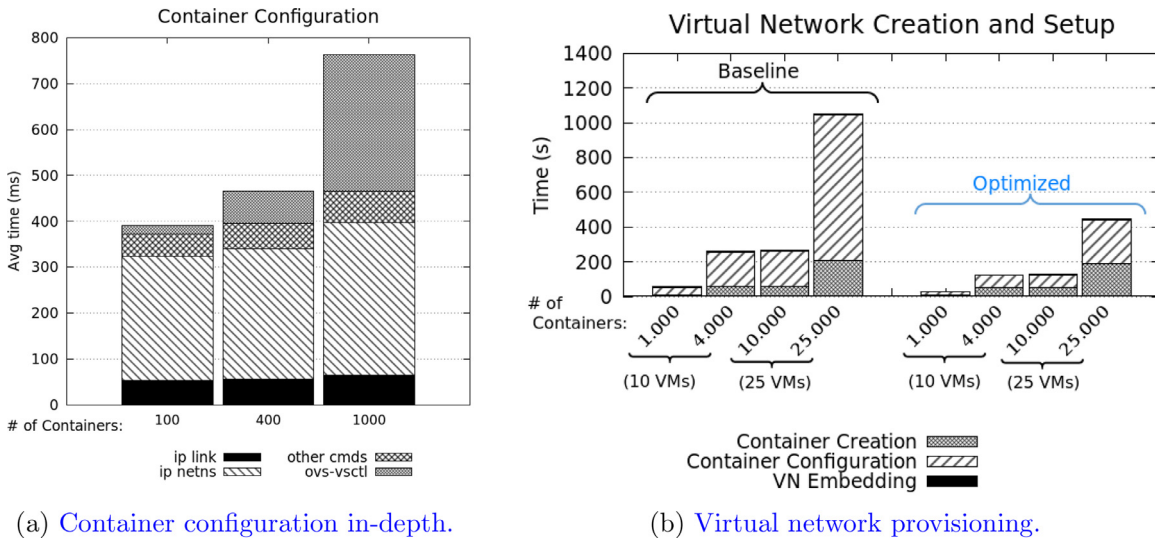 Container Configuration
800
700
600
500
400
300
200
100
0
Avg time (ms)
# of Containers:
100
400
1000
ip link
other cmds
ip netns
ovs-vsctl
(a) Container configuration in-depth.
Virtual Network Creation and Setup
1400
1200
1000
800
600
400
200
0
Time (s)
Baseline
Optimized
# of
Containers:
1.000
4.000
10.000
25.000
1.000
4.000
10.000
25.000
(10 VMs)
(25 VMs)
(10 VMs)
(25 VMs)
Container Creation
Container Configuration
VN Embedding
(b) Virtual network provisioning.